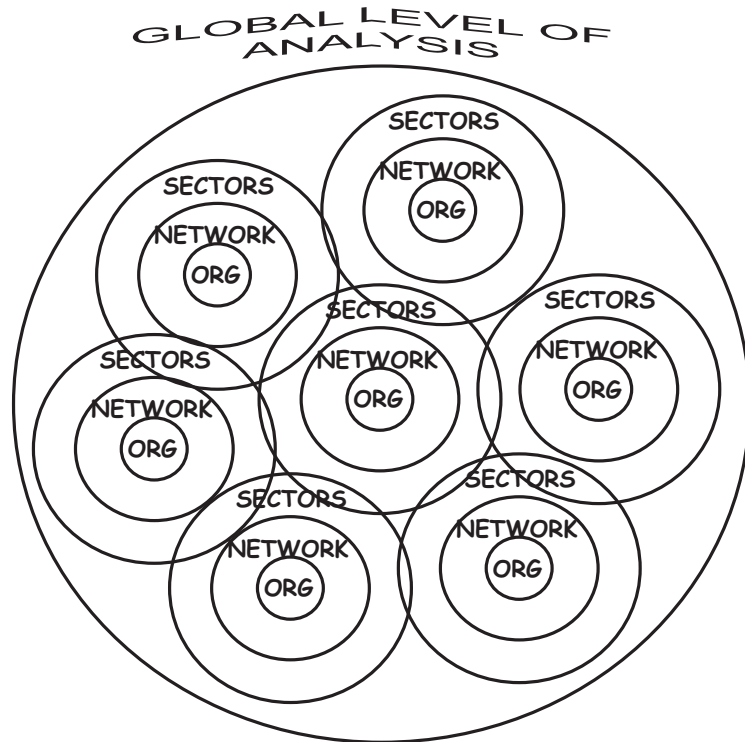 GLOBAL LEVEL OF
ANALYSIS
SECTORS
NETWORK
ORG
SECTORS
NETWORK
ORG
SECTORS
NETWORK
ORG
SECTORS
NETWORK
ORG
SECTORS
NETWORK
ORG
SECTORS
NETWORK
ORG
SECTORS
NETWORK
ORG